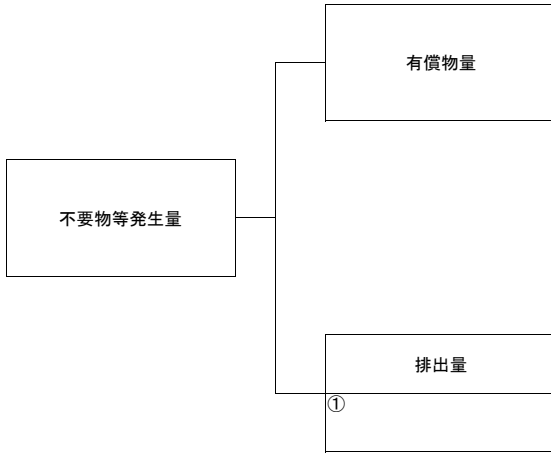 有償物量
不要物等発生量
排出量
①